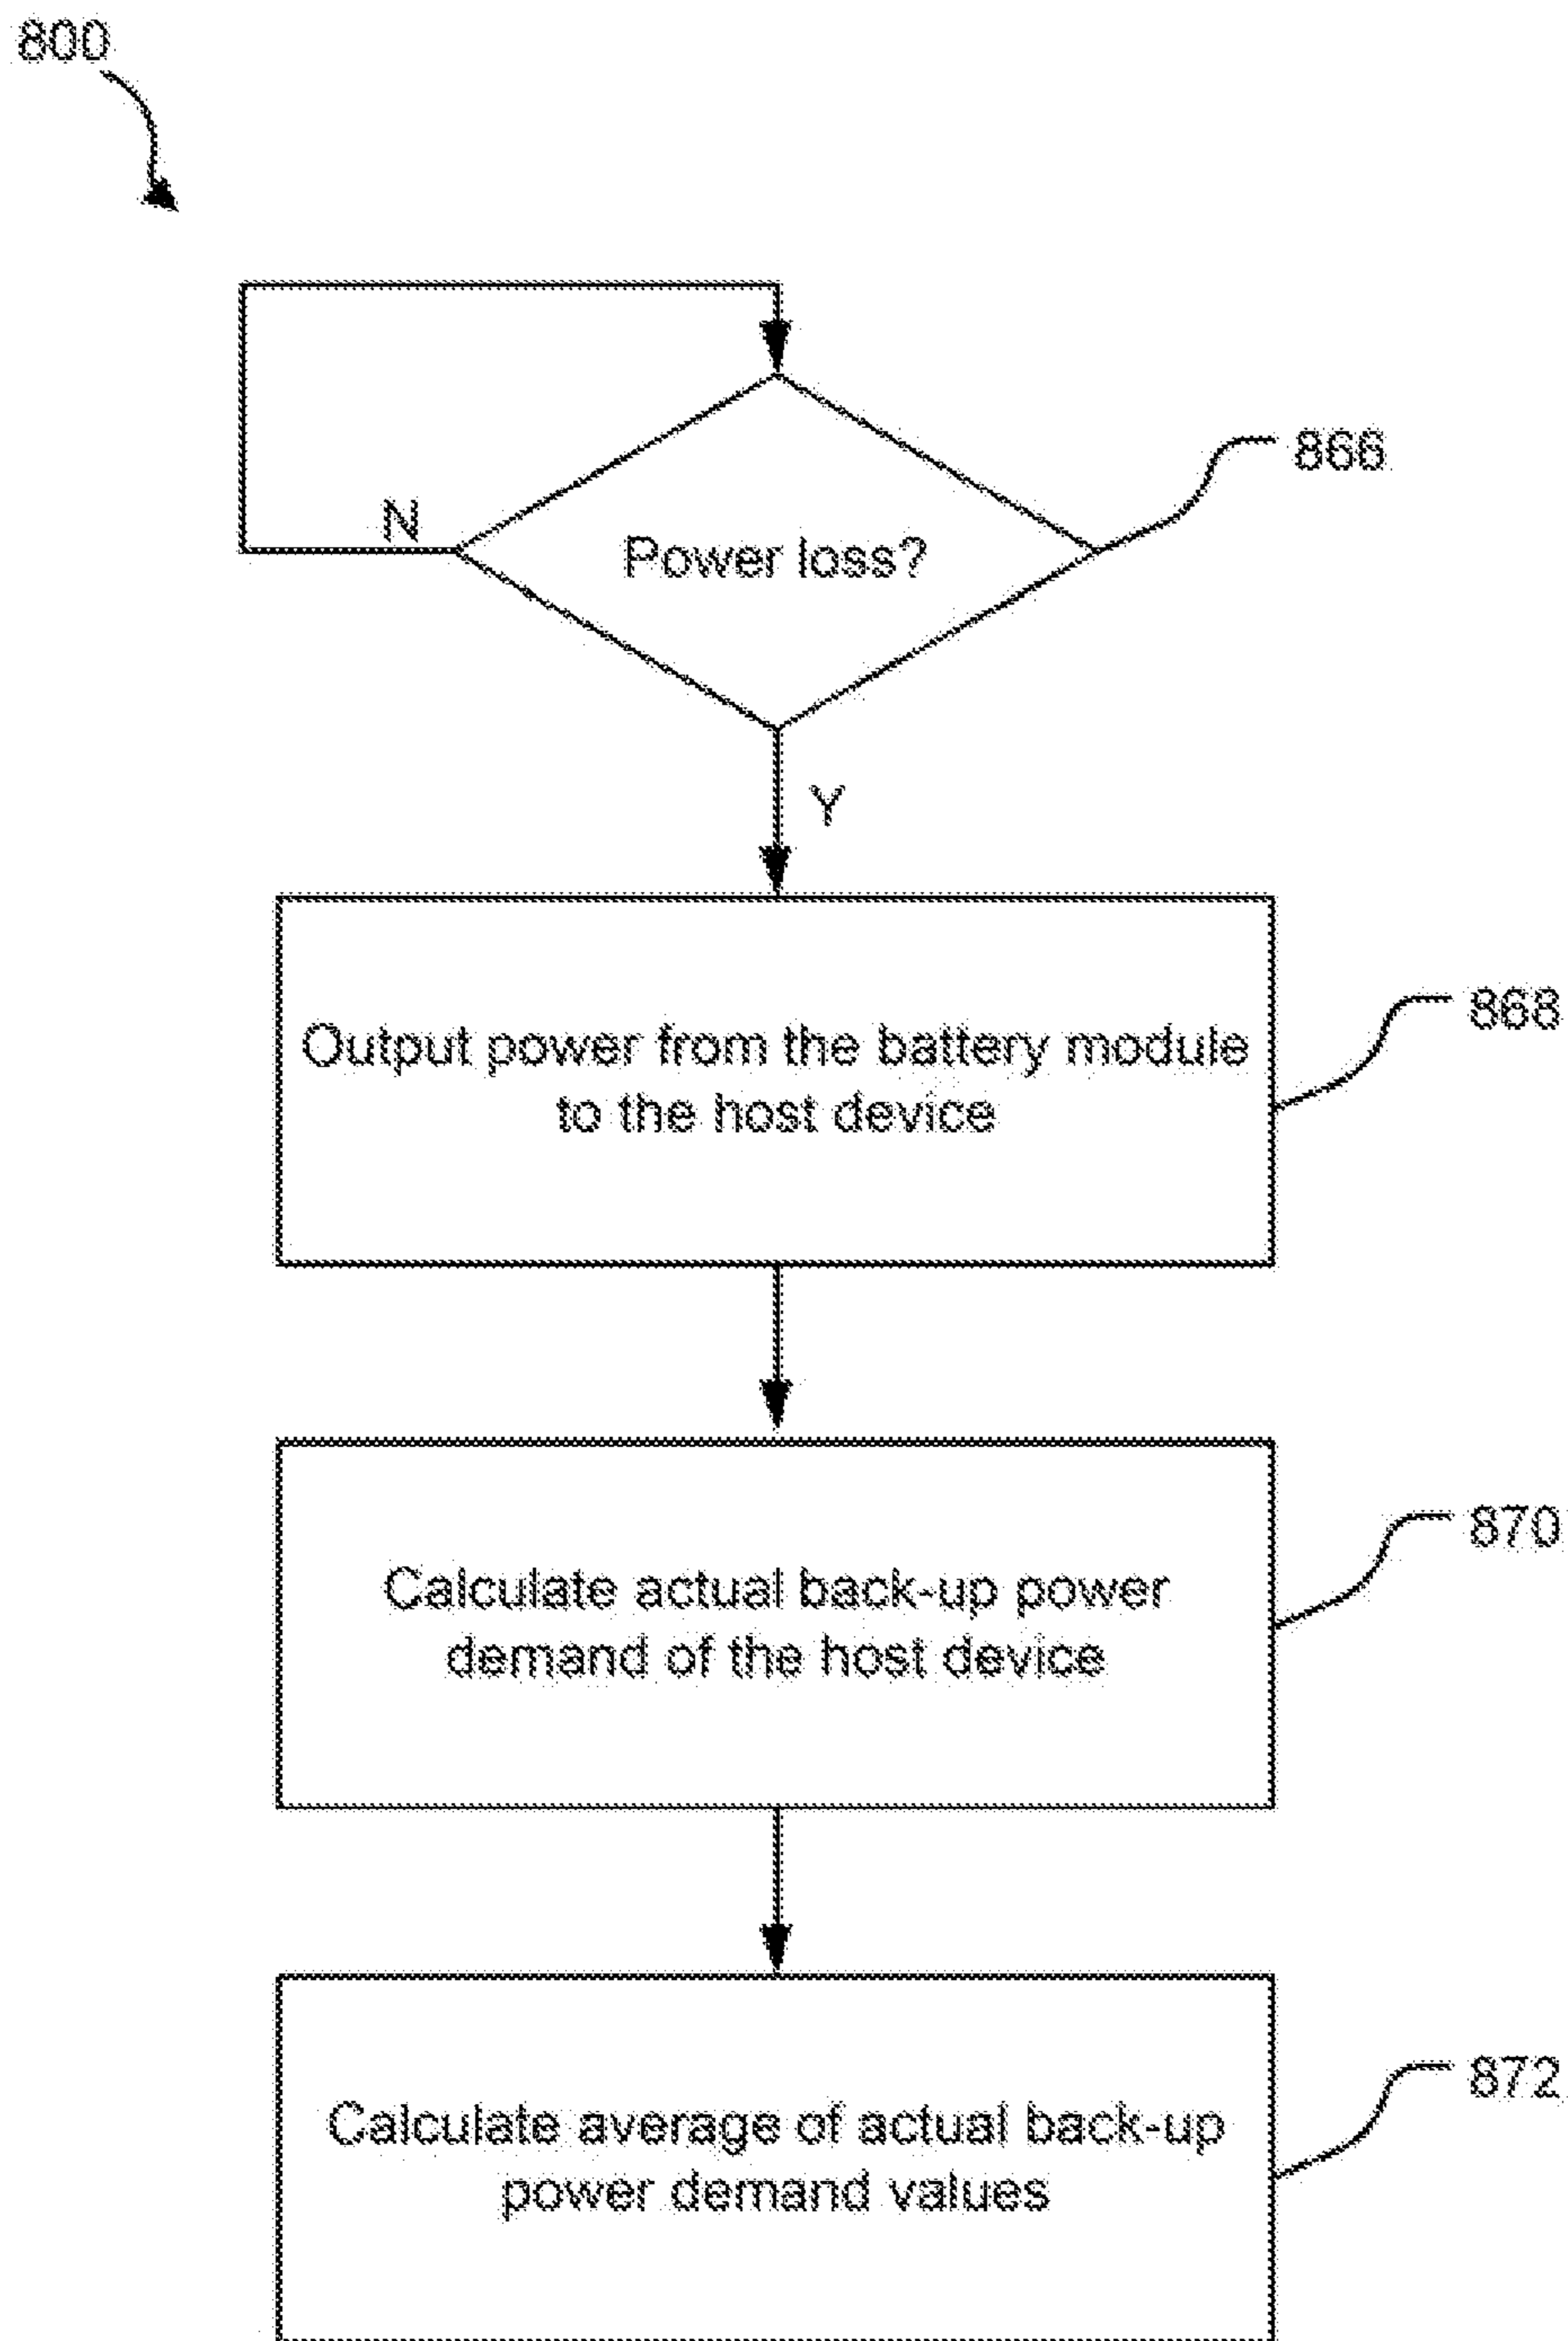 800
866
N
Power loss?
Y
868
Output power from the battery module
to the host device
870
Calculate actual back-up power
demand of the host device
872
Calculate average of actual back-up
power demand values